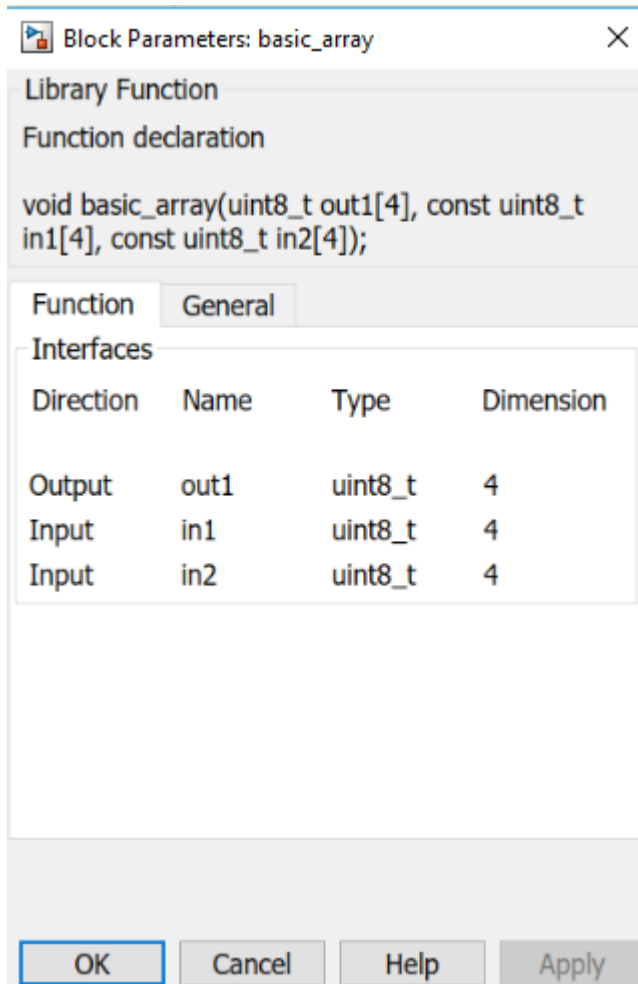 Block Parameters: basic_array
Library Function
Function declaration
void basic_array(uint8_t out1[4], const uint8_t
in1[4], const uint8_t in2[4]);
Function General
Interfaces
Direction Name Type Dimension
Output out1 uint8_t 4
Input in1 uint8_t 4
Input in2 uint8_t 4
OK Cancel Help Apply